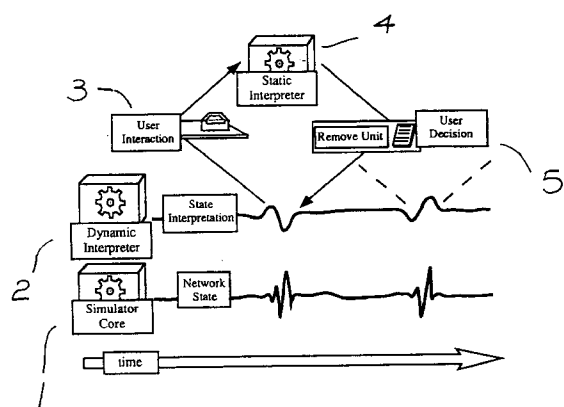 4
Static
Interpreter
3
User
Interaction
Remove Unit
User
Decision
5
State
Interpretation
Dynamic
Interpreter
2
Network
State
Simulator
Core
time